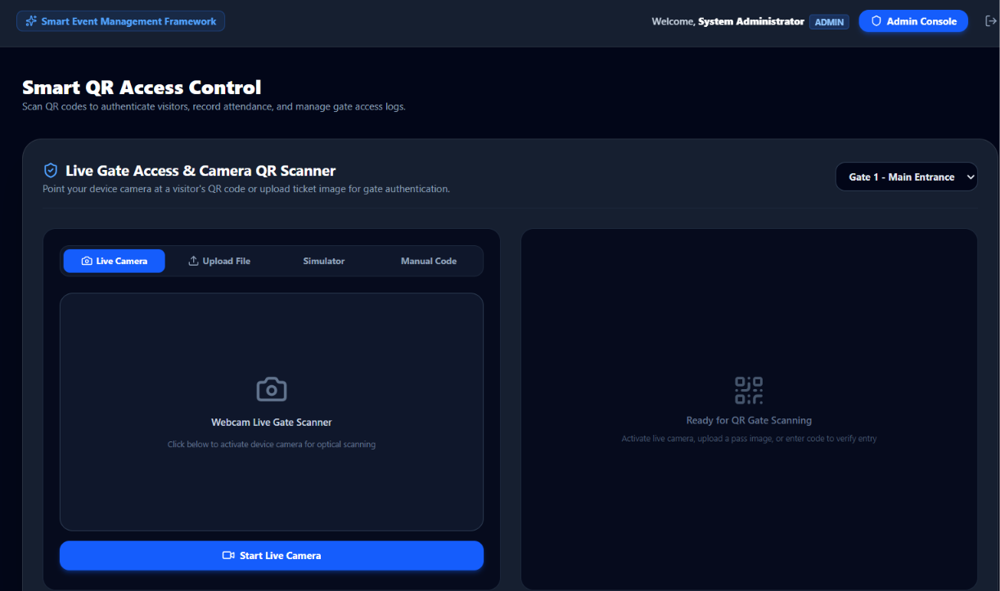 Smart Event Management Framework
Welcome, System Administrator ADMIN
Admin Console
Smart QR Access Control
Scan QR codes to authenticate visitors, record attendance, and manage gate access logs.
Live Gate Access & Camera QR Scanner
Point your device camera at a visitor's QR code or upload ticket image for gate authentication.
Gate 1 - Main Entrance
Live Camera
Upload File
Simulator
Manual Code
Webcam Live Gate Scanner
Click below to activate device camera for optical scanning
Start Live Camera
Ready for QR Gate Scanning
Activate live camera, upload a pass image, or enter code to verify entry